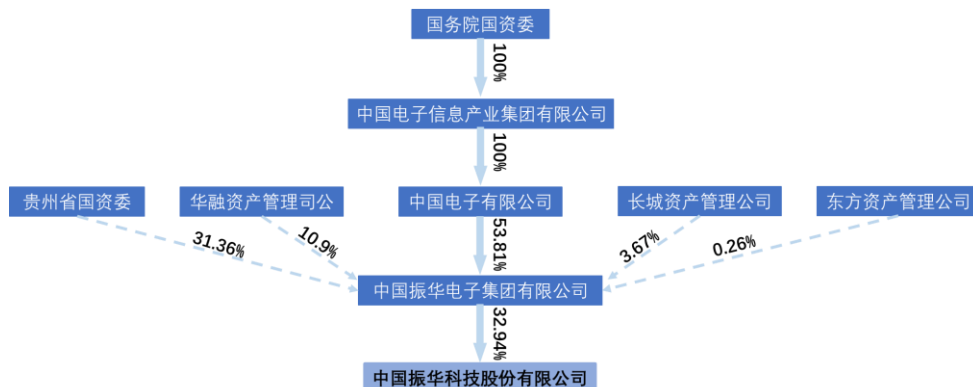 国务院国资委
100%
中国电子信息产业集团有限公司
100%
贵州省国资委
华融资产管理司公
中国电子有限公司
长城资产管理公司
东方资产管理公司
31.36%
10.9%
53.81%
3.67%
0.26%
中国振华电子集团有限公司
32.94%
中国振华科技股份有限公司